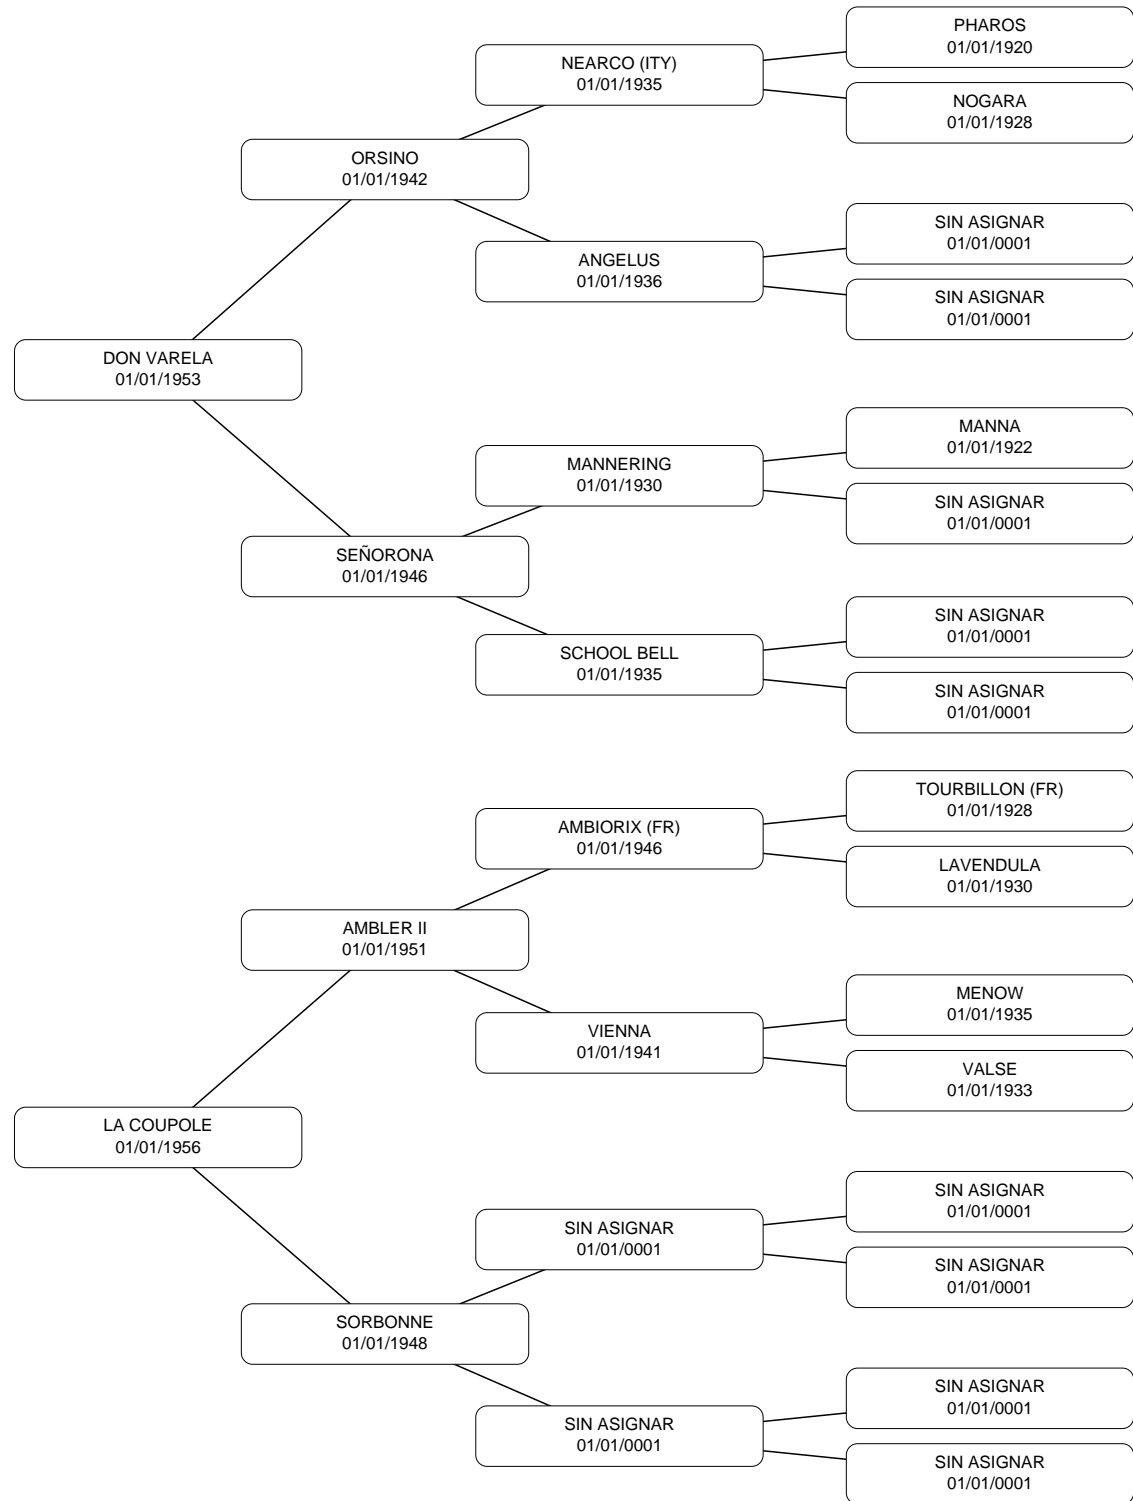 PHAROS
01/01/1920
NEARCO (ITY)
01/01/1935
NOGARA
01/01/1928
ORSINO
01/01/1942
SIN ASIGNAR
01/01/0001
ANGELUS
01/01/1936
SIN ASIGNAR
01/01/0001
DON VARELA
01/01/1953
MANNA
01/01/1922
MANNERING
01/01/1930
SIN ASIGNAR
01/01/0001
SEÑORONA
01/01/1946
SIN ASIGNAR
01/01/0001
SCHOOL BELL
01/01/1935
SIN ASIGNAR
01/01/0001
TOURBILLON (FR)
01/01/1928
AMBIORIX (FR)
01/01/1946
LAVENDULA
01/01/1930
AMBLER II
01/01/1951
MENOW
01/01/1935
VIENNA
01/01/1941
VALSE
01/01/1933
LA COUPOLE
01/01/1956
SIN ASIGNAR
01/01/0001
SIN ASIGNAR
01/01/0001
SIN ASIGNAR
01/01/0001
SORBONNE
01/01/1948
SIN ASIGNAR
01/01/0001
SIN ASIGNAR
01/01/0001
SIN ASIGNAR
01/01/0001